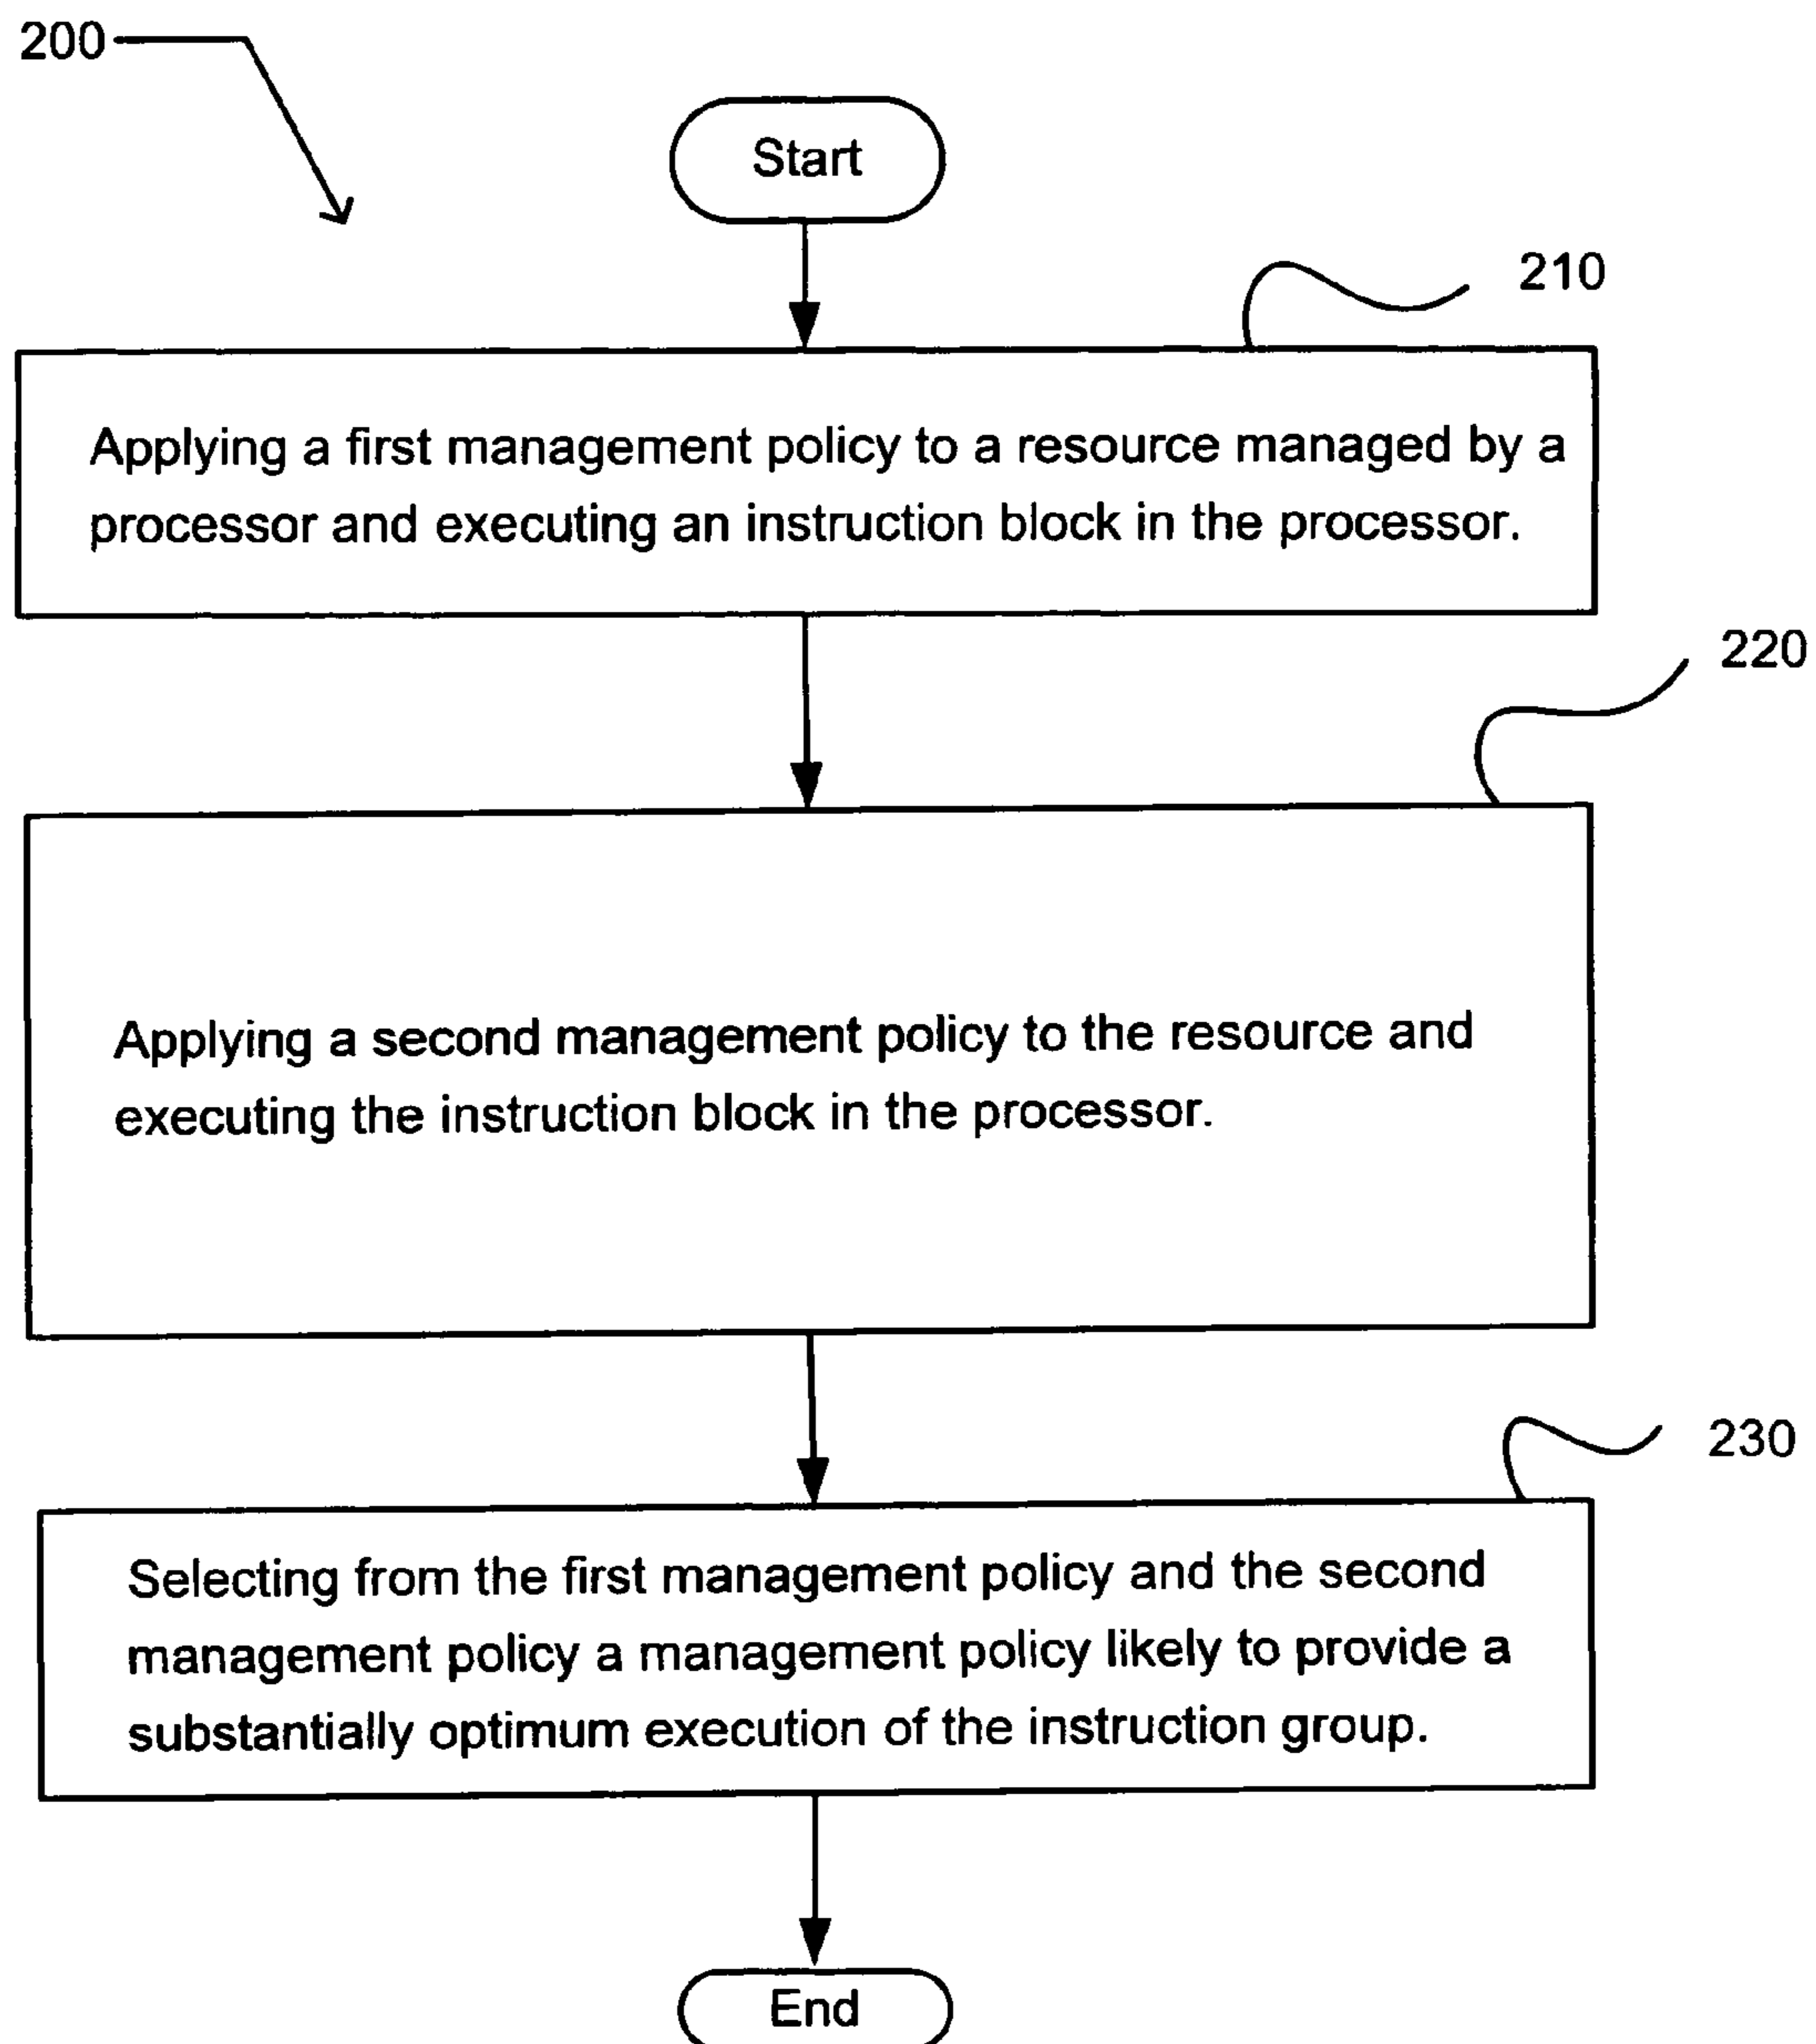 200
Start
210
Applying a first management policy to a resource managed by a
processor and executing an instruction block in the processor.
220
Applying a second management policy to the resource and
executing the instruction block in the processor.
230
Selecting from the first management policy and the second
management policy a management policy likely to provide a
substantially optimum execution of the instruction group.
End